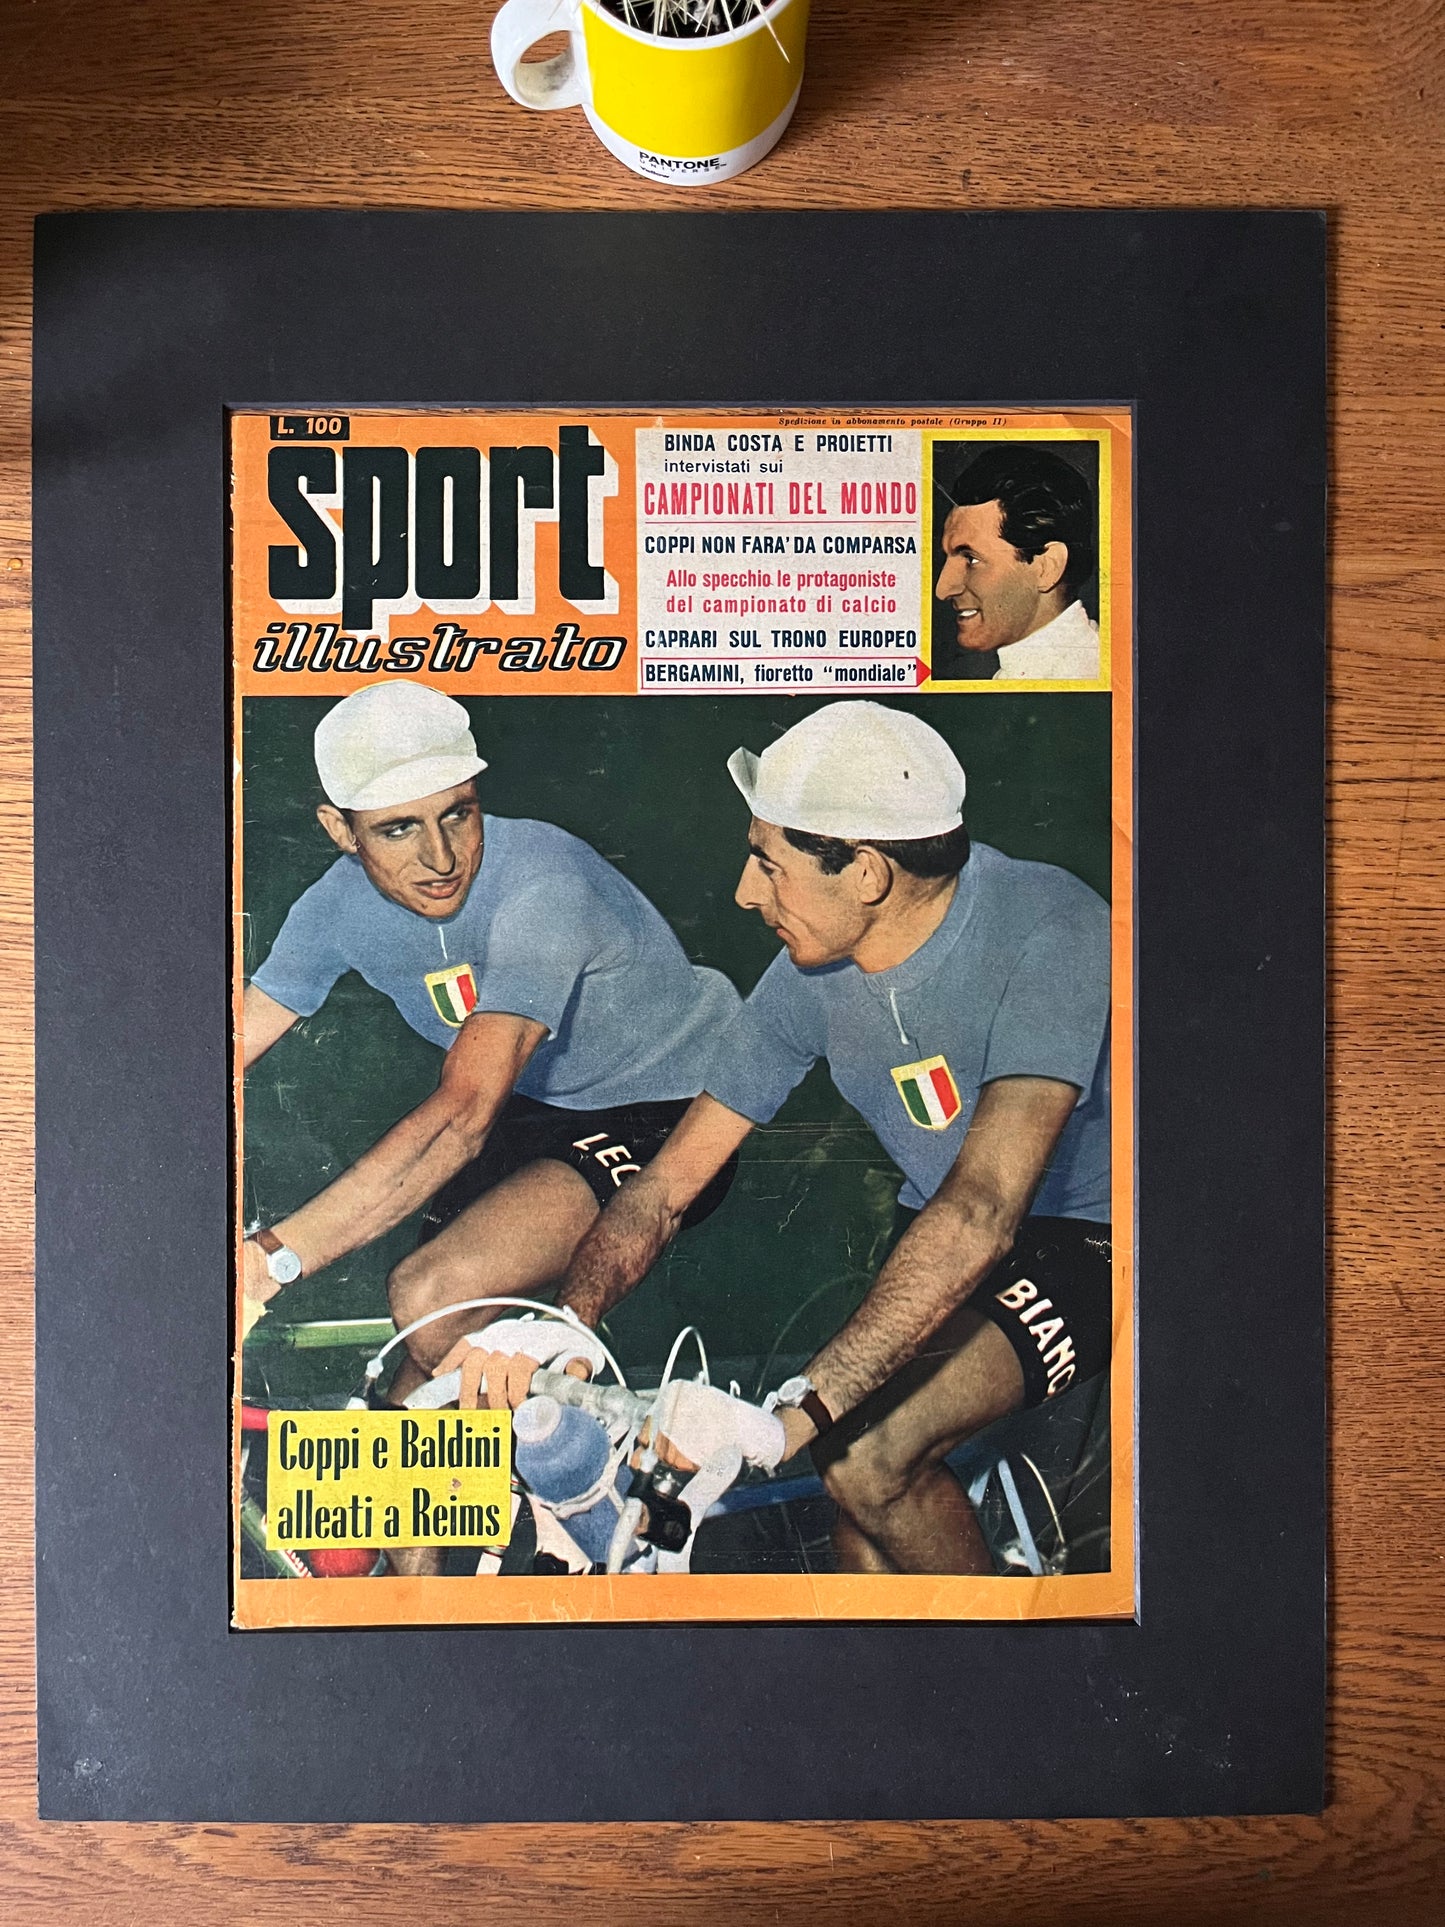 PANTONE
UNIVERSE™
Yellow
L. 100
Spedizione in abbonamento postale (Gruppo II)
sport
illustrato
BINDA COSTA E PROIETTI
intervistati sui
CAMPIONATI DEL MONDO
COPPI NON FARA' DA COMPARSA
Allo specchio le protagoniste
del campionato di calcio
CAPRARI SUL TRONO EUROPEO
BERGAMINI, fioretto "mondiale"
LEC
BIANC
Coppi e Baldini
alleati a Reims